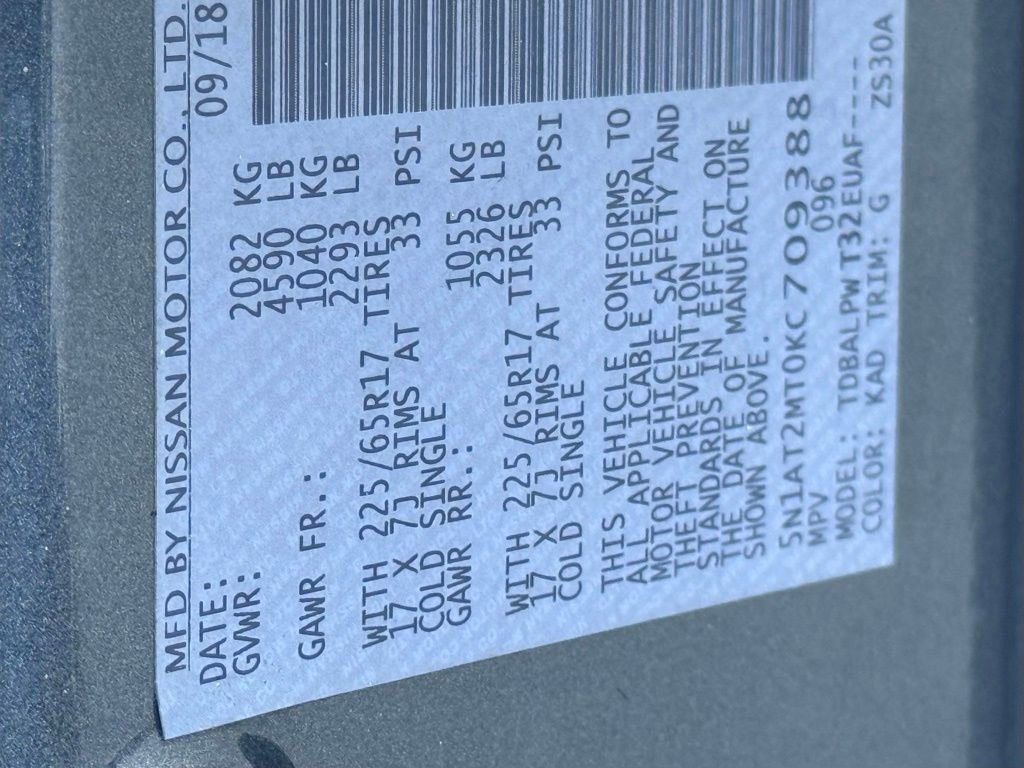 MFD BY NISSAN MOTOR CO., LTD.
DATE: 09/18
GVWR: 2082 KG
4590 LB
GAWR FR.: 1040 KG
2293 LB
WITH 225/65R17 TIRES
17 X 7J RIMS AT 33 PSI
COLD SINGLE
GAWR RR.: 1055 KG
2326 LB
WITH 225/65R17 TIRES
17 X 7J RIMS AT 33 PSI
COLD SINGLE
THIS VEHICLE CONFORMS TO
ALL APPLICABLE FEDERAL
MOTOR VEHICLE SAFETY AND
THEFT PREVENTION
STANDARDS IN EFFECT ON
THE DATE OF MANUFACTURE
SHOWN ABOVE.
5N1AT2MT0KC709388
MPV 096
MODEL: TDBALPWT32EUAF----
COLOR: KAD TRIM: G ZS30A